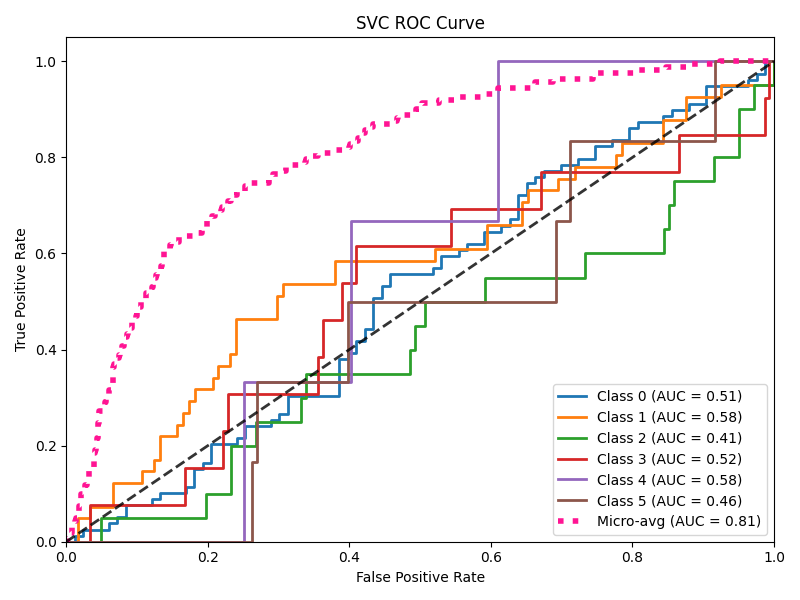 SVC ROC Curve
True Positive Rate
1.0
0.8
0.6
0.4
0.2
0.0
0.0 0.2 0.4 0.6 0.8 1.0
False Positive Rate
Class 0 (AUC = 0.51)
Class 1 (AUC = 0.58)
Class 2 (AUC = 0.41)
Class 3 (AUC = 0.52)
Class 4 (AUC = 0.58)
Class 5 (AUC = 0.46)
Micro-avg (AUC = 0.81)